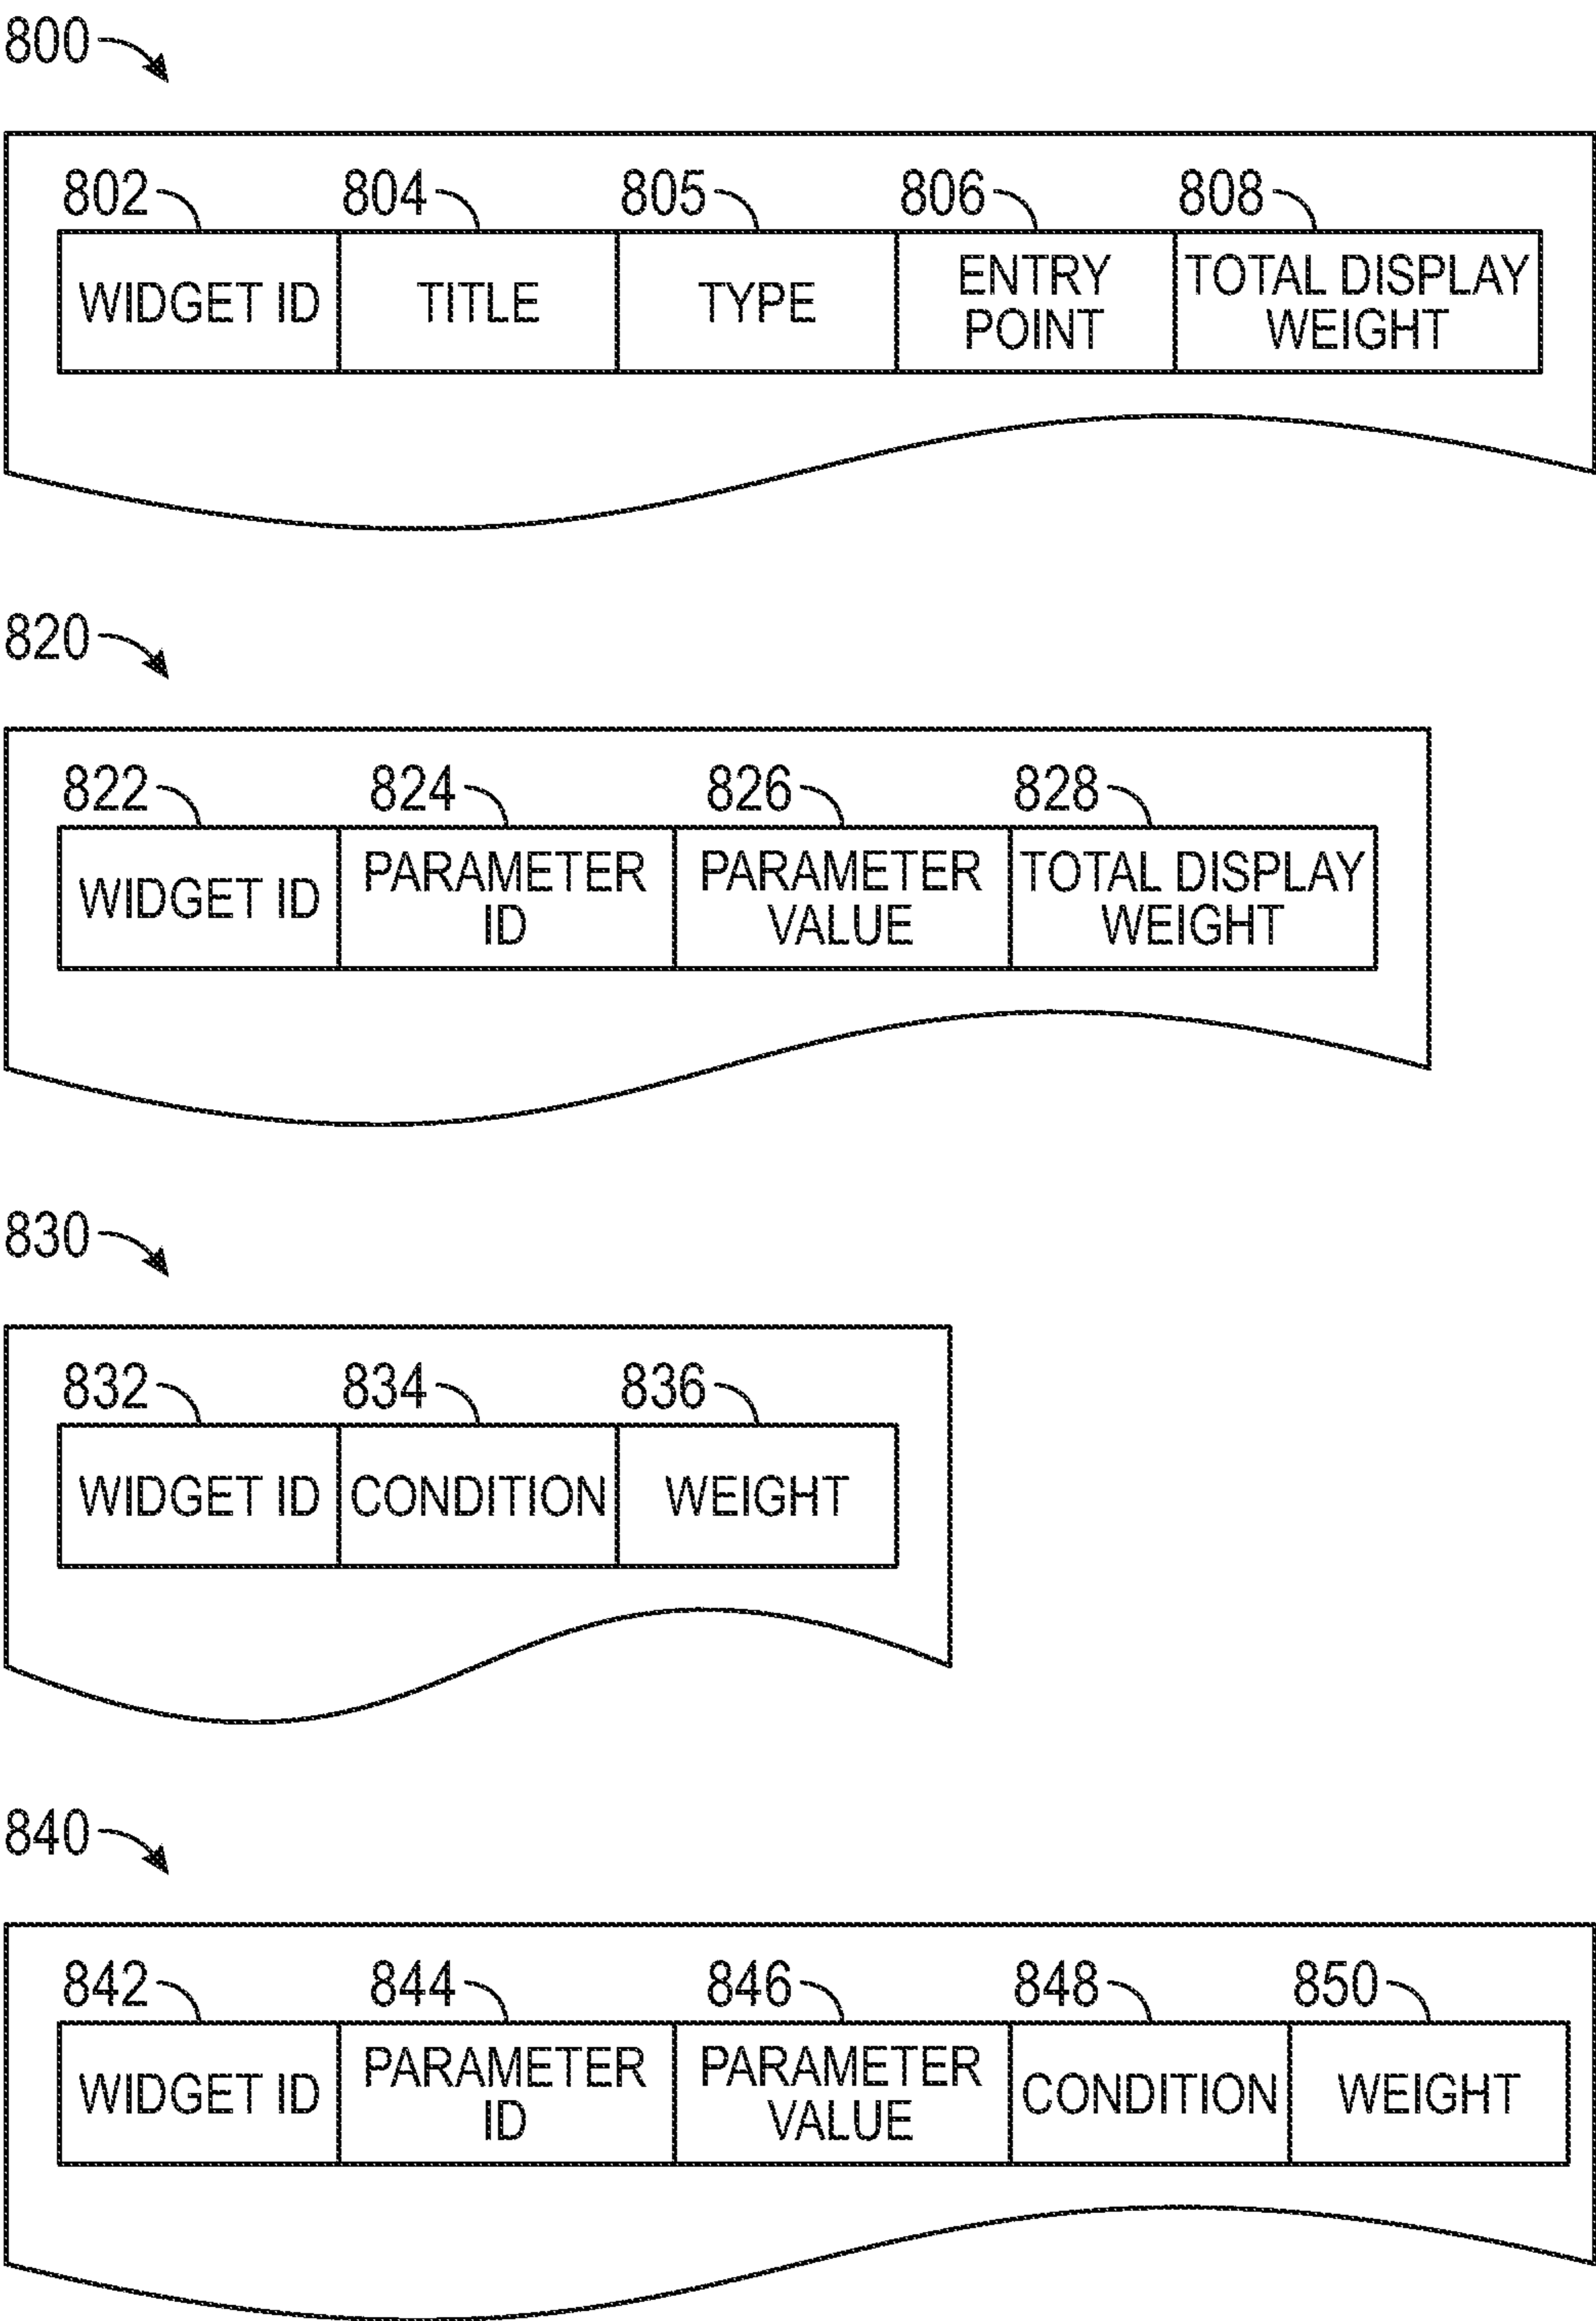 800
802 804 805 806 808
WIDGET ID TITLE TYPE ENTRY POINT TOTAL DISPLAY WEIGHT
820
822 824 826 828
WIDGET ID PARAMETER ID PARAMETER VALUE TOTAL DISPLAY WEIGHT
830
832 834 836
WIDGET ID CONDITION WEIGHT
840
842 844 846 848 850
WIDGET ID PARAMETER ID PARAMETER VALUE CONDITION WEIGHT